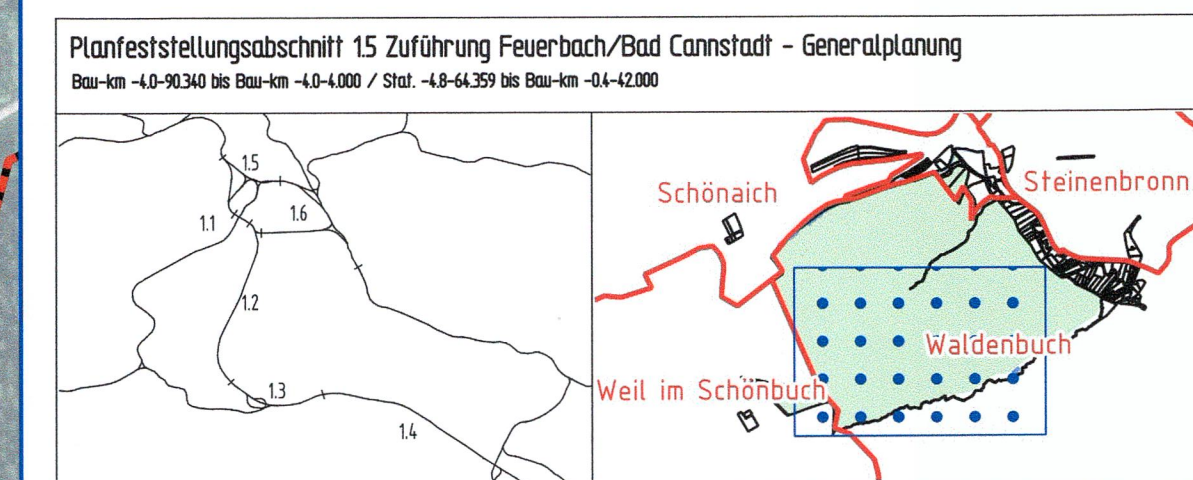 Planfeststellungsabschnitt 1.5 Zuführung Feuerbach/Bad Cannstadt - Generalplanung
Bau-km -4.0-90.340 bis Bau-km -4.0-4.000 / Stat. -4.8-64.359 bis Bau-km -0.4-42.000
1.5
1.6
1.1
1.2
1.3
1.4
Schönaich
Steinenbronn
Waldenbuch
Weil im Schönbuch